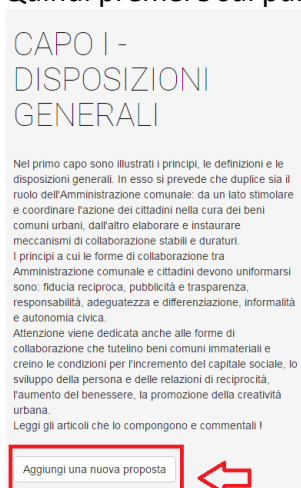 CAPO I -
DISPOSIZIONI
GENERALI
Nel primo capo sono illustrati i principi, le definizioni e le
disposizioni generali. In esso si prevede che duplice sia il
ruolo dell'Amministrazione comunale: da un lato stimolare
e coordinare l'azione dei cittadini nella cura dei beni
comuni urbani, dall'altro elaborare e instaurare
meccanismi di collaborazione stabili e duraturi.
I principi a cui le forme di collaborazione tra
Amministrazione comunale e cittadini devono uniformarsi
sono: fiducia reciproca, pubblicità e trasparenza,
responsabilità, adeguatezza e differenziazione, informalità
e autonomia civica.
Attenzione viene dedicata anche alle forme di
collaborazione che tutelino beni comuni immateriali e
creino le condizioni per l'incremento del capitale sociale, lo
sviluppo della persona e delle relazioni di reciprocità,
l'aumento del benessere, la promozione della creatività
urbana.
Leggi gli articoli che lo compongono e commentali !
Aggiungi una nuova proposta